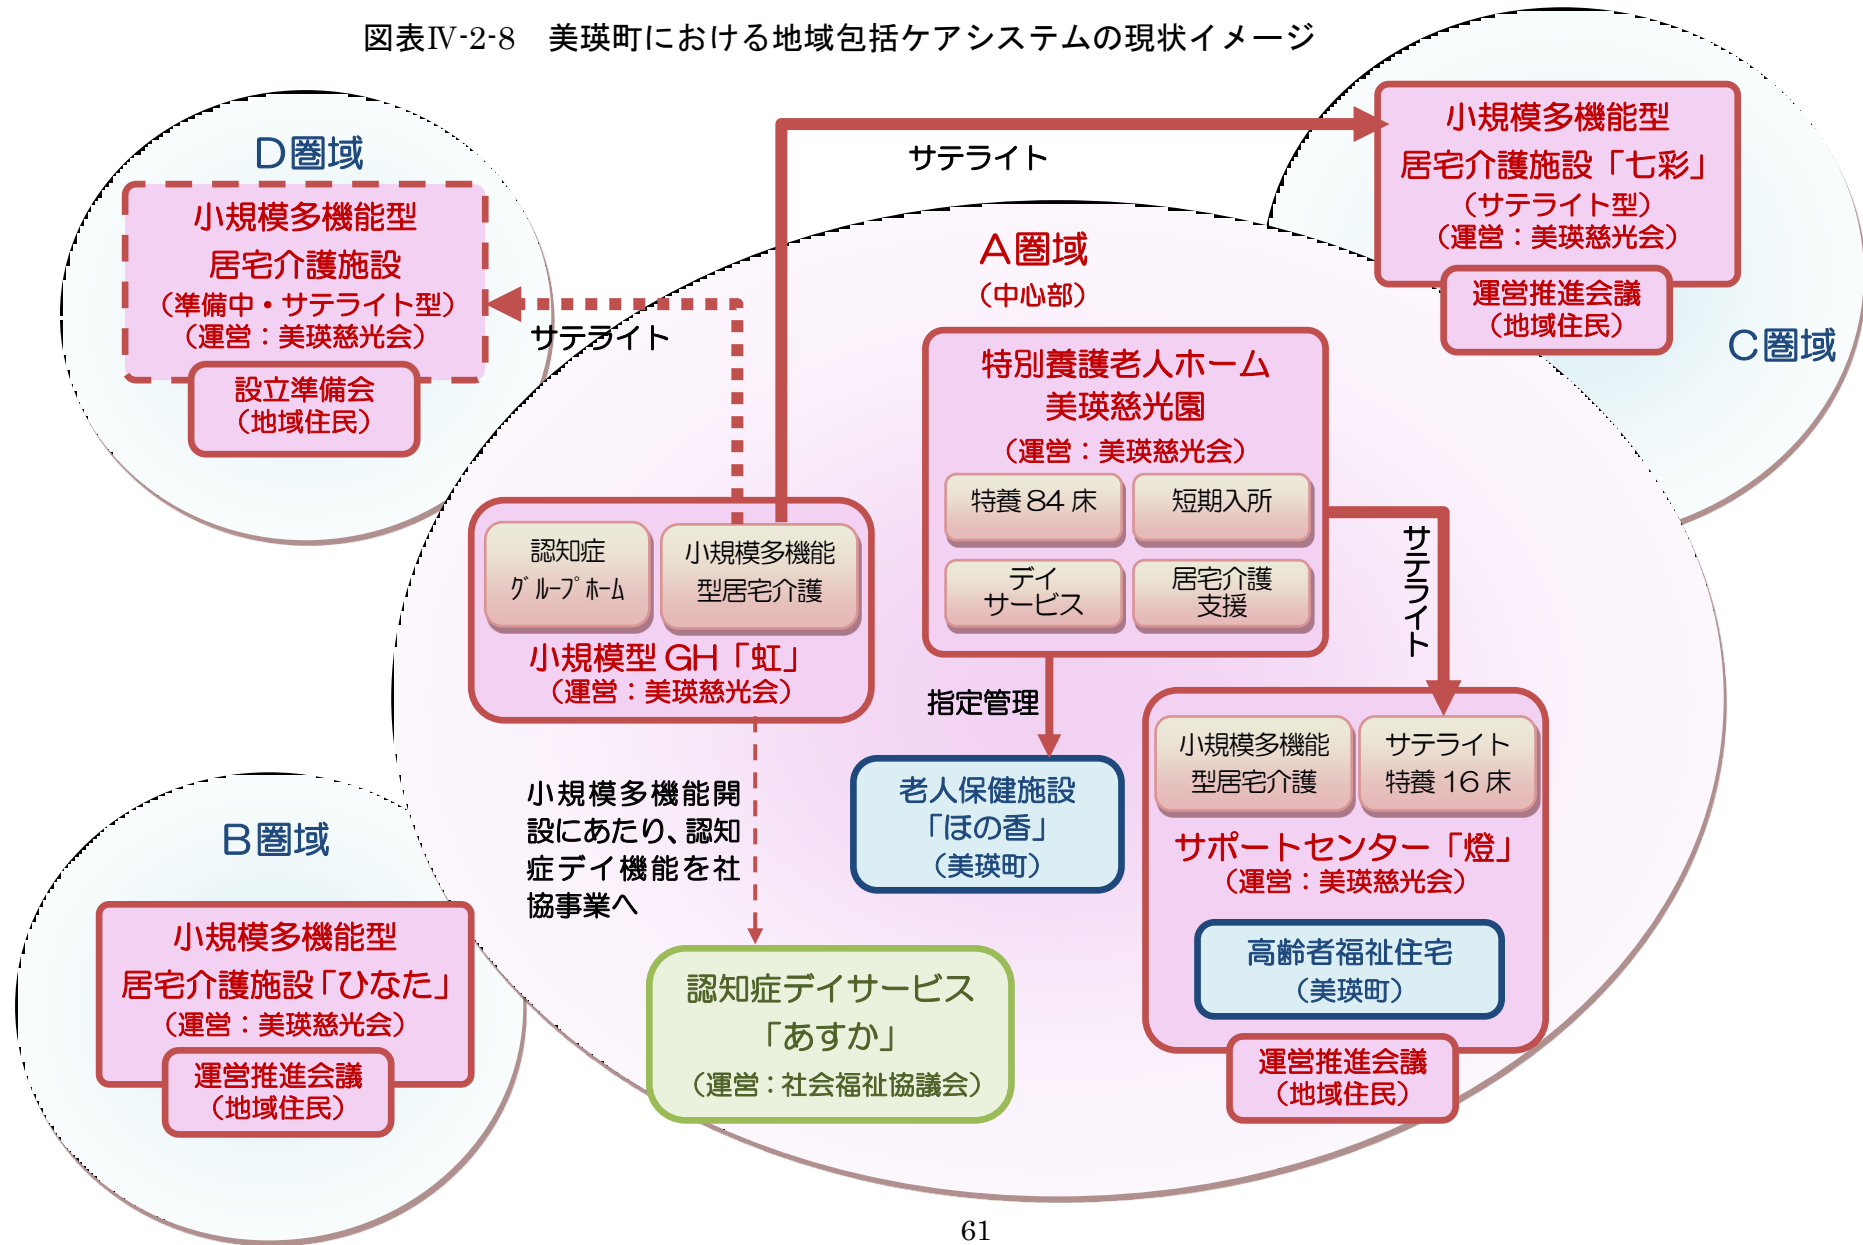 図表Ⅳ-2-8　美瑛町における地域包括ケアシステムの現状イメージ
D圏域
小規模多機能型
居宅介護施設
（準備中・サテライト型）
（運営：美瑛慈光会）
設立準備会
（地域住民）
サテライト
サテライト
小規模多機能型
居宅介護施設「七彩」
（サテライト型）
（運営：美瑛慈光会）
運営推進会議
（地域住民）
C圏域
A圏域
（中心部）
特別養護老人ホーム
美瑛慈光園
（運営：美瑛慈光会）
特養84床
短期入所
デイ
サービス
居宅介護
支援
サテライト
認知症
ｸﾞﾙｰﾌﾟﾎｰﾑ
小規模多機能
型居宅介護
小規模型GH「虹」
（運営：美瑛慈光会）
指定管理
老人保健施設
「ほの香」
（美瑛町）
小規模多機能開
設にあたり、認知
症デイ機能を社
協事業へ
認知症デイサービス
「あすか」
（運営：社会福祉協議会）
小規模多機能
型居宅介護
サテライト
特養16床
サポートセンター「燈」
（運営：美瑛慈光会）
高齢者福祉住宅
（美瑛町）
運営推進会議
（地域住民）
B圏域
小規模多機能型
居宅介護施設「ひなた」
（運営：美瑛慈光会）
運営推進会議
（地域住民）
61